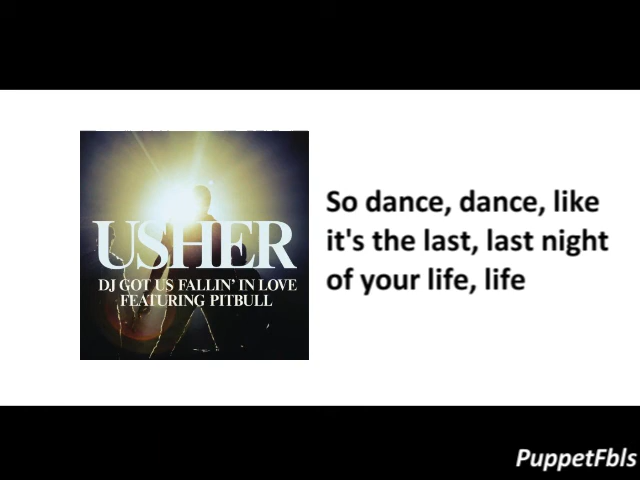 USHER
DJ GOT US FALLIN' IN LOVE
FEATURING PITBULL
So dance, dance, like
it's the last, last night
of your life, life
PuppetFbls